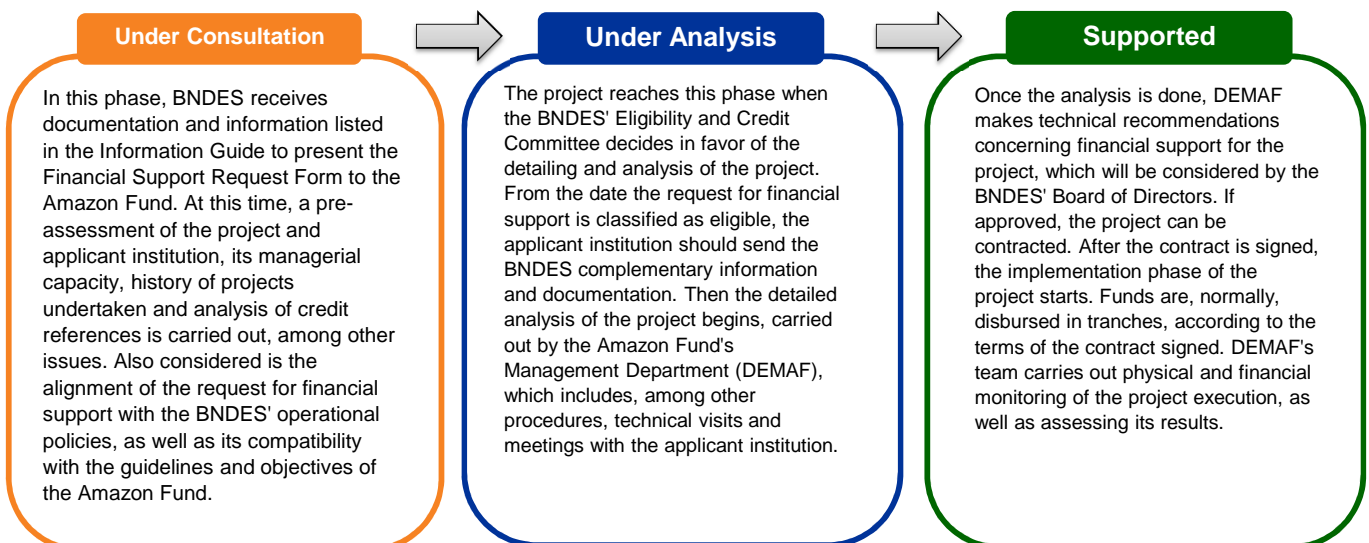 Under Consultation
In this phase, BNDES receives
documentation and information listed
in the Information Guide to present the
Financial Support Request Form to the
Amazon Fund. At this time, a pre-
assessment of the project and
applicant institution, its managerial
capacity, history of projects
undertaken and analysis of credit
references is carried out, among other
issues. Also considered is the
alignment of the request for financial
support with the BNDES' operational
policies, as well as its compatibility
with the guidelines and objectives of
the Amazon Fund.
Under Analysis
The project reaches this phase when
the BNDES' Eligibility and Credit
Committee decides in favor of the
detailing and analysis of the project.
From the date the request for financial
support is classified as eligible, the
applicant institution should send the
BNDES complementary information
and documentation. Then the detailed
analysis of the project begins, carried
out by the Amazon Fund's
Management Department (DEMAF),
which includes, among other
procedures, technical visits and
meetings with the applicant institution.
Supported
Once the analysis is done, DEMAF
makes technical recommendations
concerning financial support for the
project, which will be considered by the
BNDES' Board of Directors. If
approved, the project can be
contracted. After the contract is signed,
the implementation phase of the
project starts. Funds are, normally,
disbursed in tranches, according to the
terms of the contract signed. DEMAF's
team carries out physical and financial
monitoring of the project execution, as
well as assessing its results.